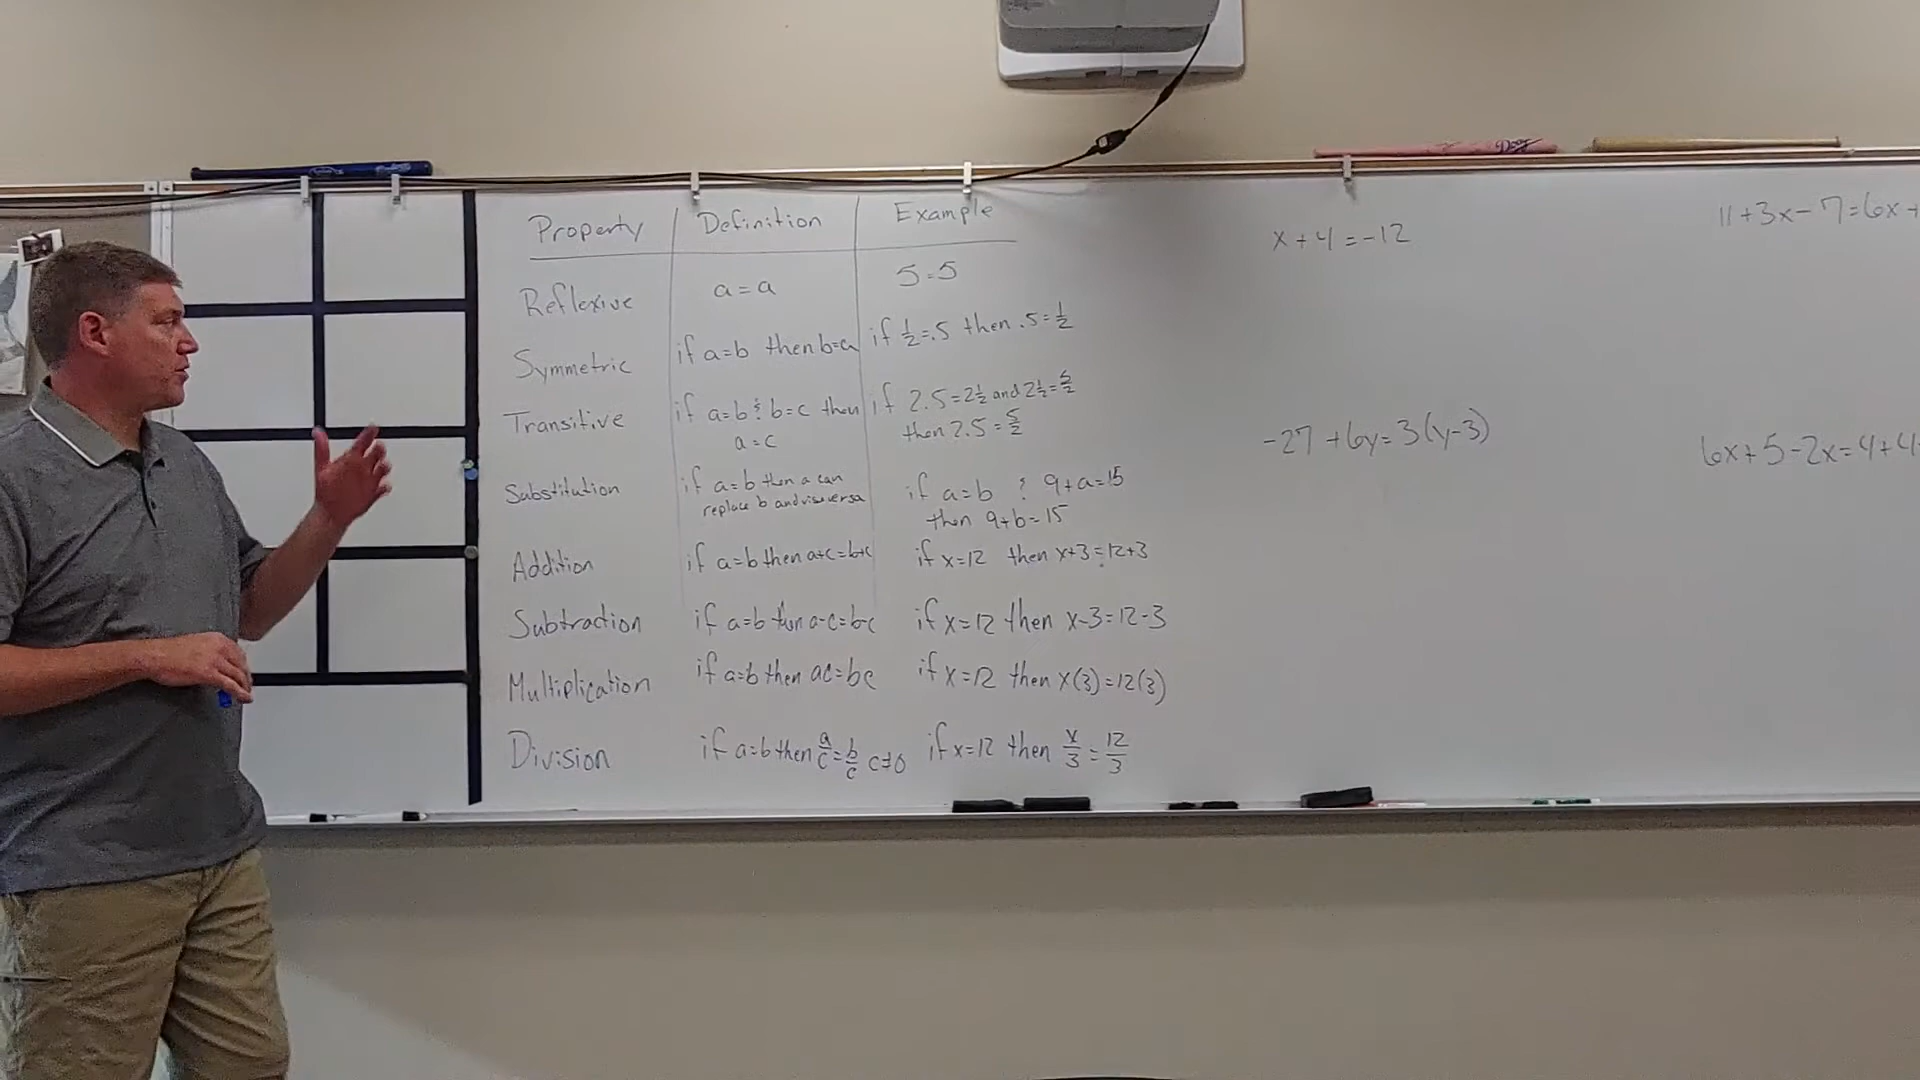 Property Definition Example
Reflexive a = a 5=5
Symmetric if a=b then b=a if 1/2=.5 then .5=1/2
Transitive if a=b & b=c then if 2.5=2 1/2 and 2 1/2=5/2
a=c then 2.5=5/2
Substitution if a=b then a can if a=b & 9+a=15
replace b and viseversa then 9+b=15
Addition if a=b then a+c=b+c if x=12 then x+3=12+3
Subtraction if a=b then a-c=b-c if x=12 then x-3=12-3
Multiplication if a=b then ac=bc if x=12 then x(3)=12(3)
Division if a=b then a/c=b/c c≠0 if x=12 then x/3=12/3
x+4=-12
-27+6y=3(y-3)
11+3x-7=6x+
6x+5-2x=4+4